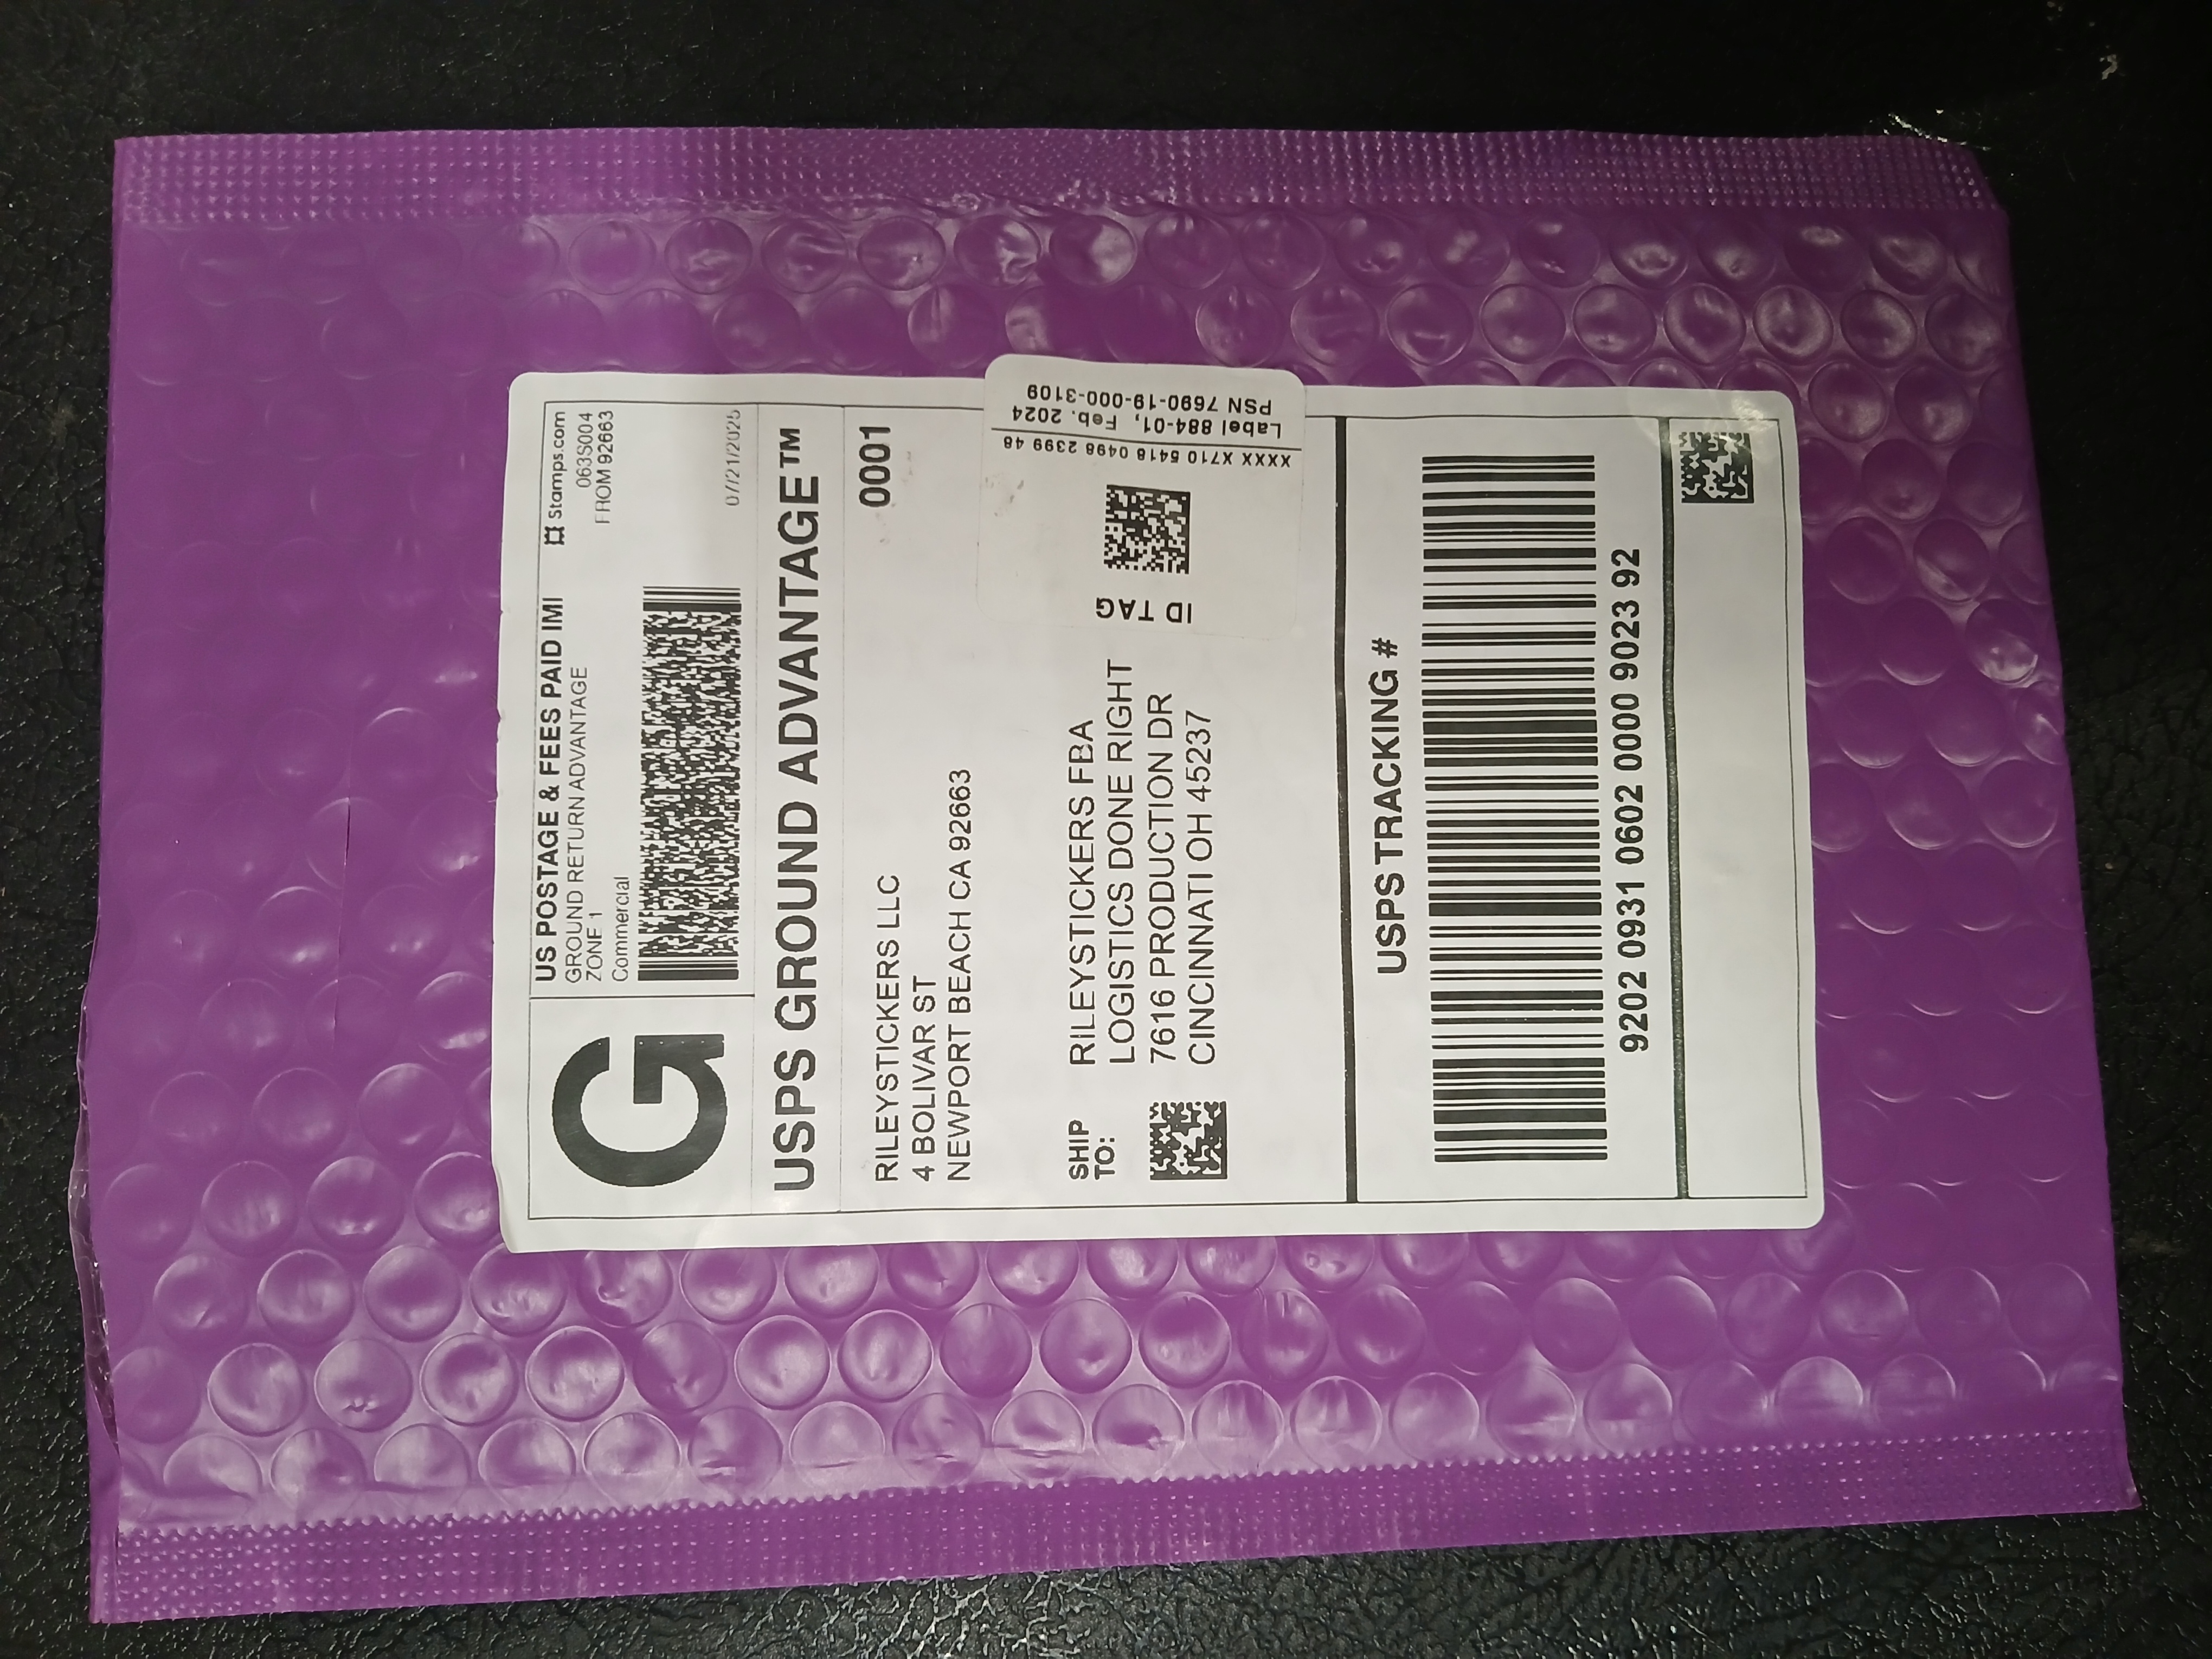 G
US POSTAGE & FEES PAID IMI
GROUND RETURN ADVANTAGE
ZONE 1
Commercial
Stamps.com
063S004
FROM 92663
07/21/2025
USPS GROUND ADVANTAGE™
RILEYSTICKERS LLC
4 BOLIVAR ST
NEWPORT BEACH CA 92663
0001
SHIP
TO:
RILEYSTICKERS FBA
LOGISTICS DONE RIGHT
7616 PRODUCTION DR
CINCINNATI OH 45237
ID TAG
XXXX X710 5418 0498 2399 48
Label 884-01, Feb. 2024
PSN 7690-19-000-3109
USPS TRACKING #
9202 0931 0602 0000 9023 92